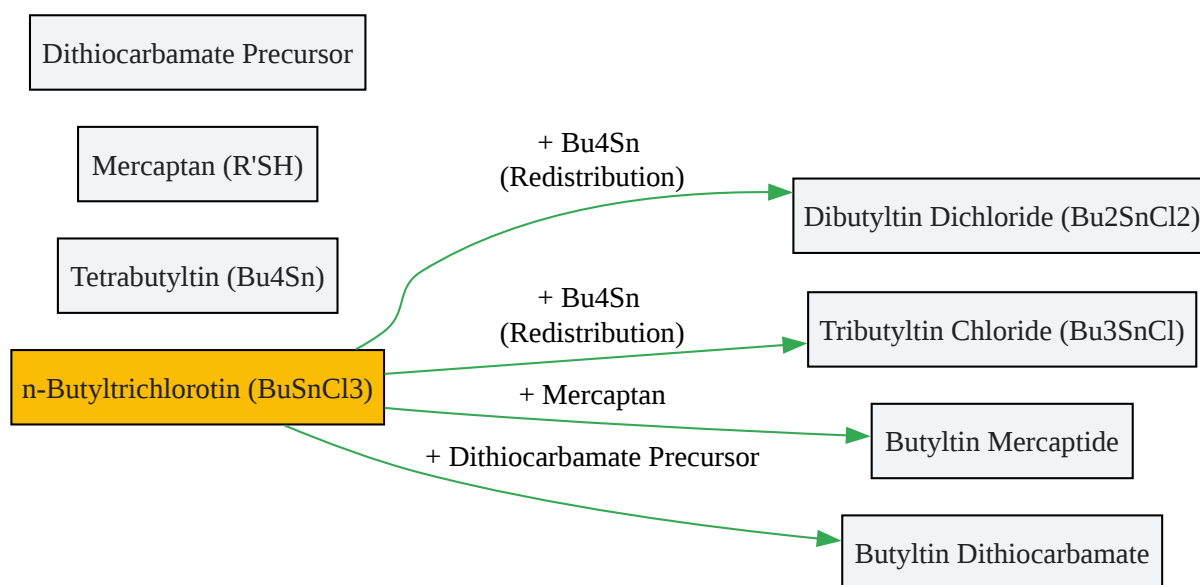 Dithiocarbamate Precursor
Mercaptan (R'SH)
Tetrabutyltin (Bu4Sn)
n-Butyltrichlorotin (BuSnCl3)
+ Bu4Sn
(Redistribution)
+ Bu4Sn
(Redistribution)
+ Mercaptan
+ Dithiocarbamate Precursor
Dibutyltin Dichloride (Bu2SnCl2)
Tributyltin Chloride (Bu3SnCl)
Butyltin Mercaptide
Butyltin Dithiocarbamate